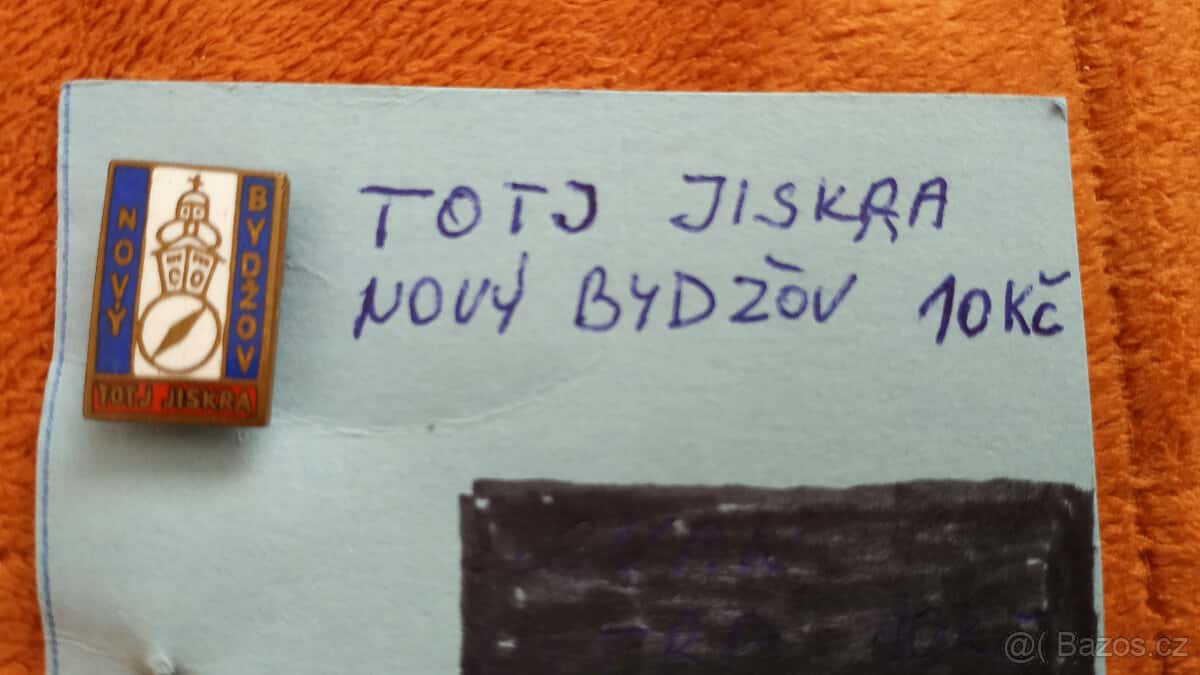 NOVÝ
BYDŽOV
TOTJ JISKRA
TOTJ JISKRA
NOVÝ BYDŽOV 10Kč
@( Bazos.cz